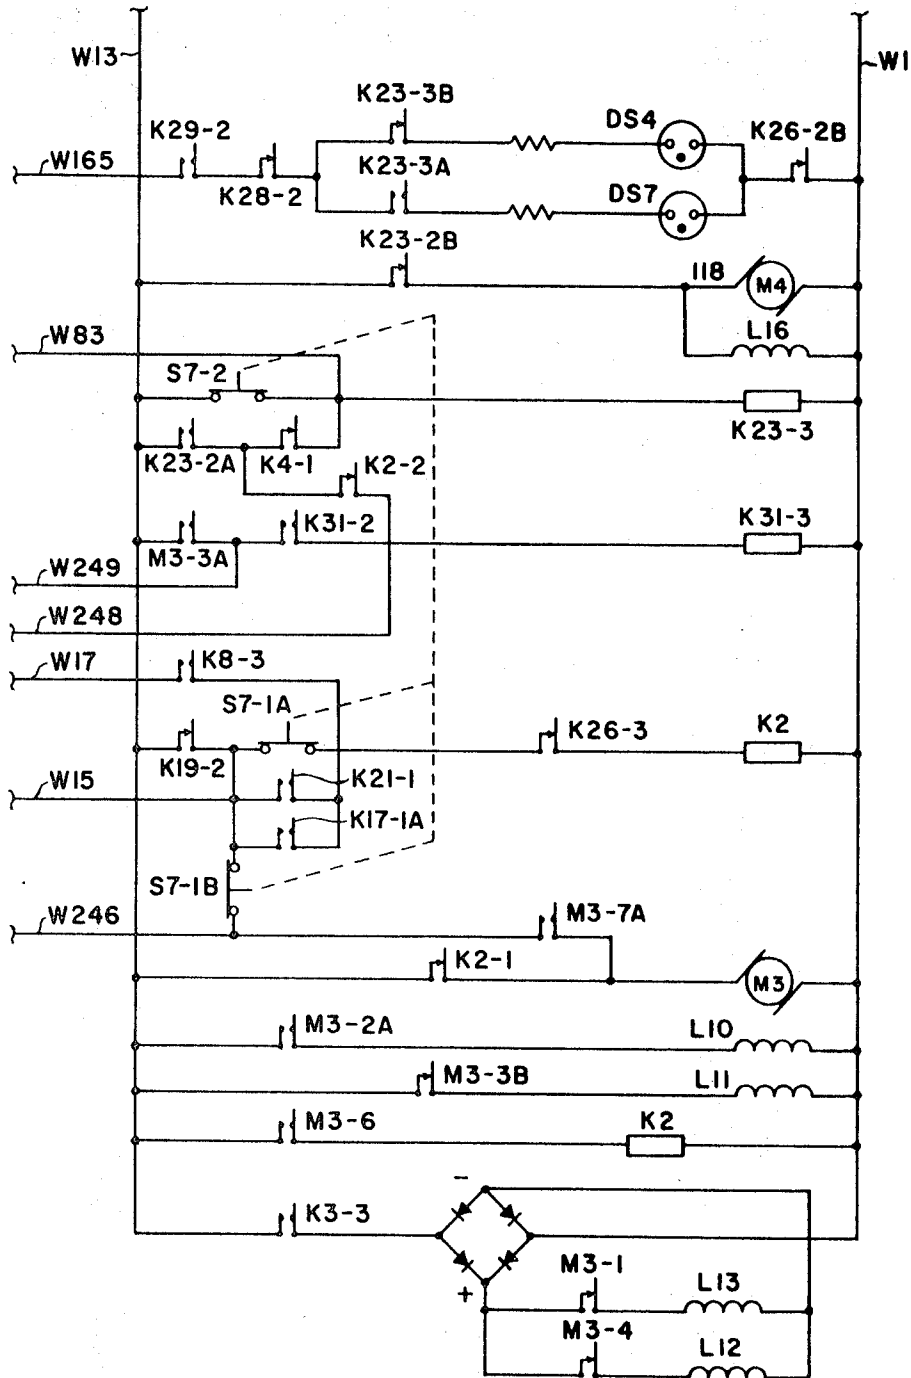 W13
W1
K23-3B
DS4
K29-2
K26-2B
W165
K23-3A
K28-2
DS7
K23-2B
118
M4
L16
W83
S7-2
K23-3
K23-2A
K4-1
K2-2
K31-2
K31-3
M3-3A
W249
W248
W17
K8-3
S7-1A
K26-3
K2
K19-2
W15
K21-1
K17-1A
S7-1B
W246
M3-7A
K2-1
M3
M3-2A
L10
M3-3B
L11
M3-6
K2
-
K3-3
M3-1
+
L13
M3-4
L12